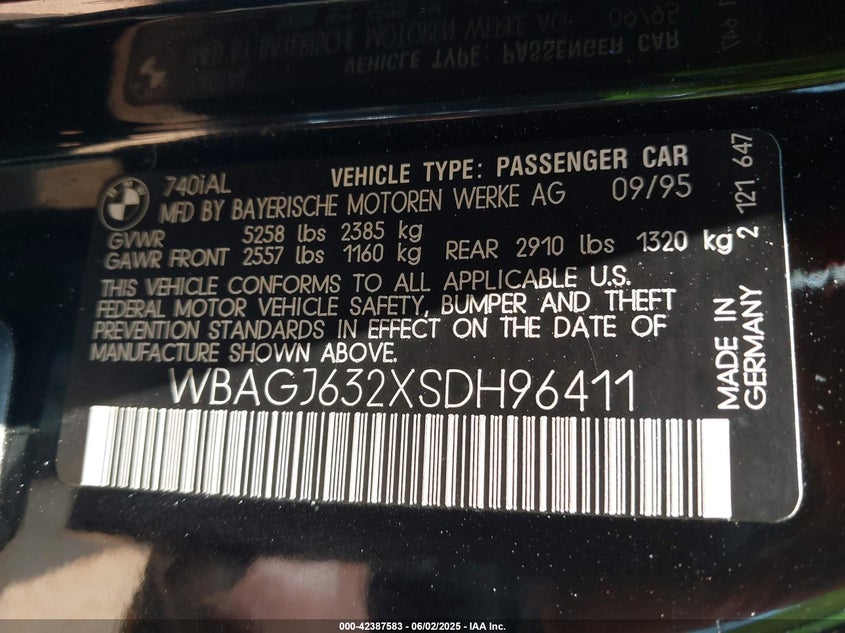 740iAL VEHICLE TYPE: PASSENGER CAR
MFD BY BAYERISCHE MOTOREN WERKE AG 09/95
GVWR 5258 lbs 2385 kg
GAWR FRONT 2557 lbs 1160 kg REAR 2910 lbs 1320 kg
THIS VEHICLE CONFORMS TO ALL APPLICABLE U.S.
FEDERAL MOTOR VEHICLE SAFETY, BUMPER AND THEFT
PREVENTION STANDARDS IN EFFECT ON THE DATE OF
MANUFACTURE SHOWN ABOVE.
WBAGJ632XSDH96411
2 121 647
MADE IN
GERMANY
BMW
000-42387583 | 06/02/2025 - IAA Inc.